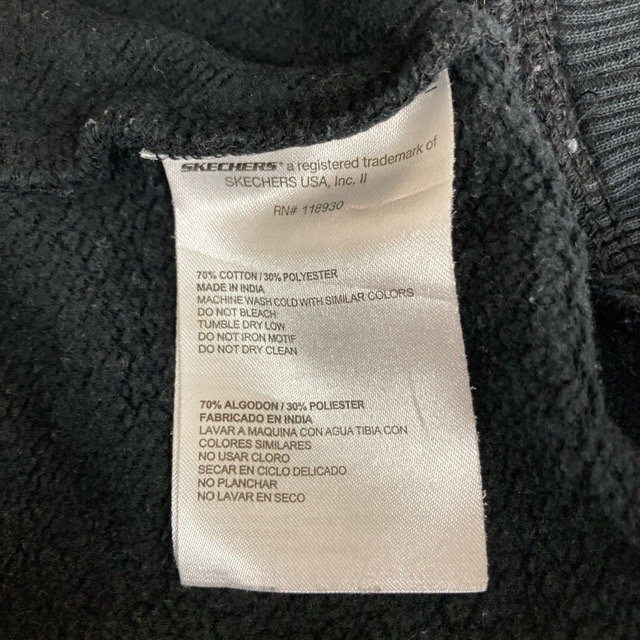 SKECHERS® a registered trademark of
SKECHERS USA, Inc. II
RN# 118930
70% COTTON / 30% POLYESTER
MADE IN INDIA
MACHINE WASH COLD WITH SIMILAR COLORS
DO NOT BLEACH
TUMBLE DRY LOW
DO NOT IRON MOTIF
DO NOT DRY CLEAN
70% ALGODON / 30% POLIESTER
FABRICADO EN INDIA
LAVAR A MAQUINA CON AGUA TIBIA CON
COLORES SIMILARES
NO USAR CLORO
SECAR EN CICLO DELICADO
NO PLANCHAR
NO LAVAR EN SECO